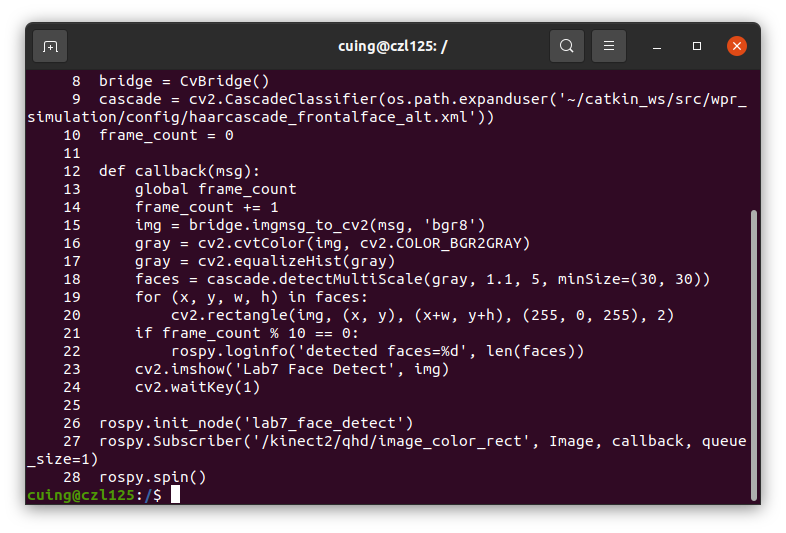 cuing@czl125: /
8  bridge = CvBridge()
9  cascade = cv2.CascadeClassifier(os.path.expanduser('~/catkin_ws/src/wpr_
simulation/config/haarcascade_frontalface_alt.xml'))
10  frame_count = 0
11
12  def callback(msg):
13      global frame_count
14      frame_count += 1
15      img = bridge.imgmsg_to_cv2(msg, 'bgr8')
16      gray = cv2.cvtColor(img, cv2.COLOR_BGR2GRAY)
17      gray = cv2.equalizeHist(gray)
18      faces = cascade.detectMultiScale(gray, 1.1, 5, minSize=(30, 30))
19      for (x, y, w, h) in faces:
20          cv2.rectangle(img, (x, y), (x+w, y+h), (255, 0, 255), 2)
21      if frame_count % 10 == 0:
22          rospy.loginfo('detected faces=%d', len(faces))
23      cv2.imshow('Lab7 Face Detect', img)
24      cv2.waitKey(1)
25
26  rospy.init_node('lab7_face_detect')
27  rospy.Subscriber('/kinect2/qhd/image_color_rect', Image, callback, queue
_size=1)
28  rospy.spin()
cuing@czl125:/$